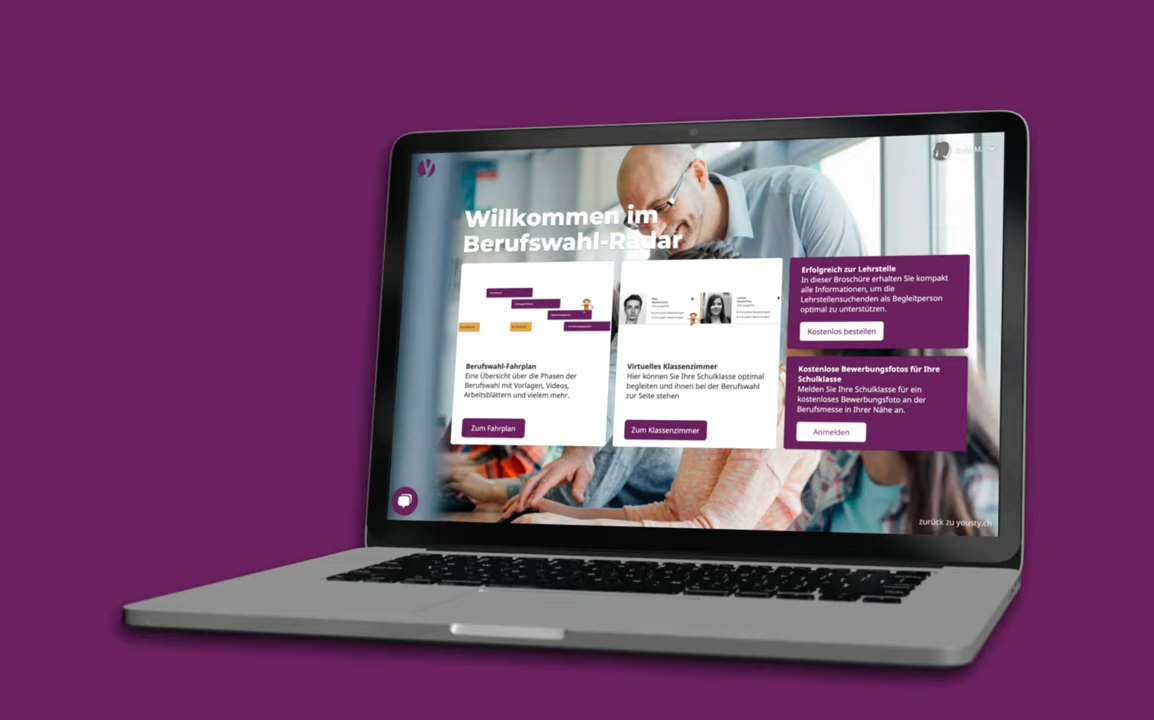 Willkommen im
Berufswahl-Radar
Berufswahl-Fahrplan
Eine Übersicht über die Phasen der
Berufswahl mit Vorlagen, Videos,
Arbeitsblättern und vielem mehr.
Zum Fahrplan
Virtuelles Klassenzimmer
Hier können Sie Ihre Schulklasse optimal
begleiten und ihnen bei der Berufswahl
zur Seite stehen
Zum Klassenzimmer
Erfolgreich zur Lehrstelle
In dieser Broschüre erhalten Sie kompakt
alle Informationen, um die
Lehrstellensuchenden als Begleitperson
optimal zu unterstützen.
Kostenlos bestellen
Kostenlose Bewerbungsfotos für Ihre
Schulklasse
Melden Sie Ihre Schulklasse für ein
kostenloses Bewerbungsfoto an der
Berufsmesse in Ihrer Nähe an.
Anmelden
zurück zu yousty.ch